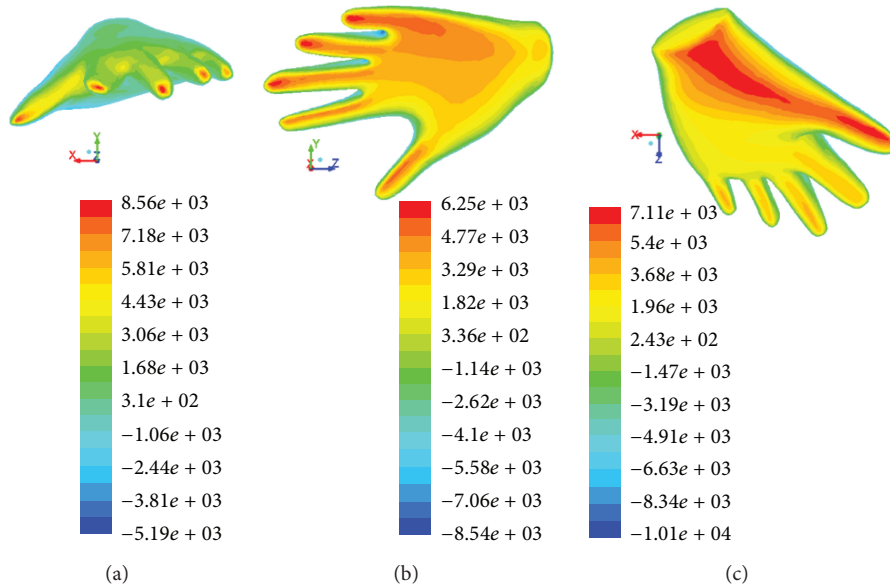 X
Y
Z
Y
X
Z
X
Z
8.56e + 03
7.18e + 03
5.81e + 03
4.43e + 03
3.06e + 03
1.68e + 03
3.1e + 02
−1.06e + 03
−2.44e + 03
−3.81e + 03
−5.19e + 03
(a)
6.25e + 03
4.77e + 03
3.29e + 03
1.82e + 03
3.36e + 02
−1.14e + 03
−2.62e + 03
−4.1e + 03
−5.58e + 03
−7.06e + 03
−8.54e + 03
(b)
7.11e + 03
5.4e + 03
3.68e + 03
1.96e + 03
2.43e + 02
−1.47e + 03
−3.19e + 03
−4.91e + 03
−6.63e + 03
−8.34e + 03
−1.01e + 04
(c)